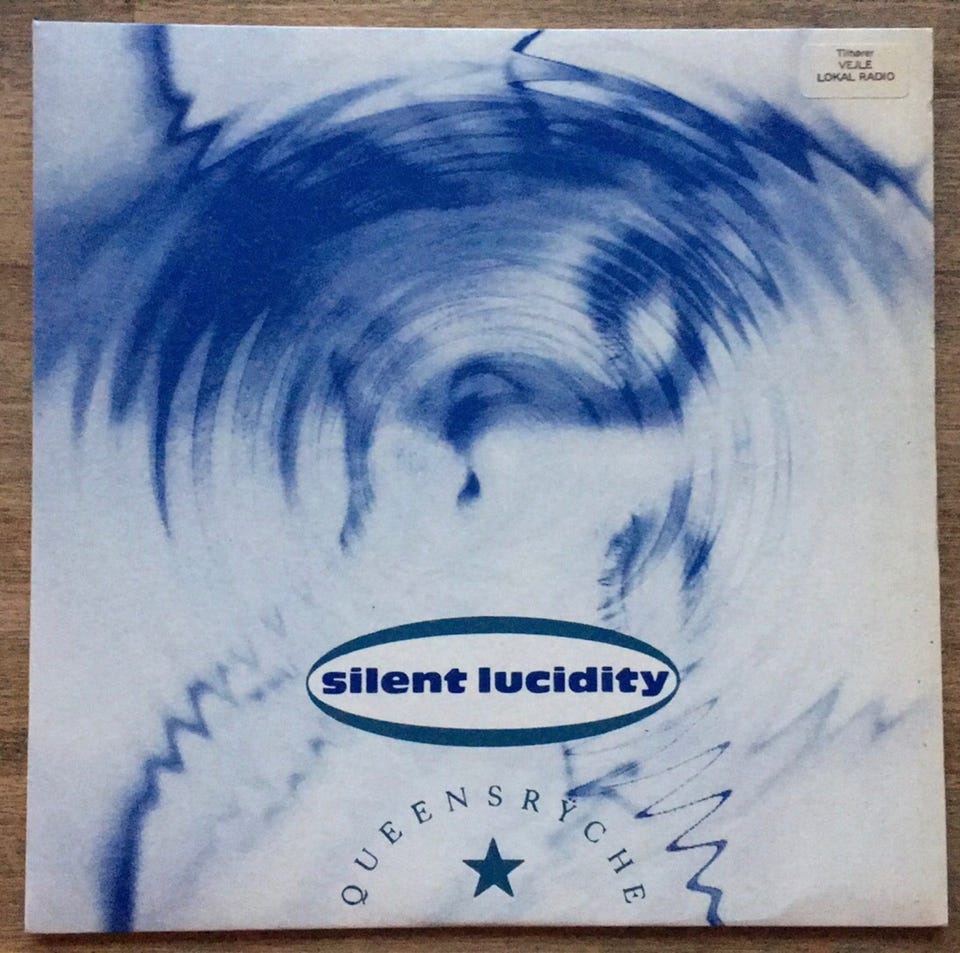 Tilhører
VEJLE
LOKAL RADIO
silent lucidity
QUEENSRŸCHE